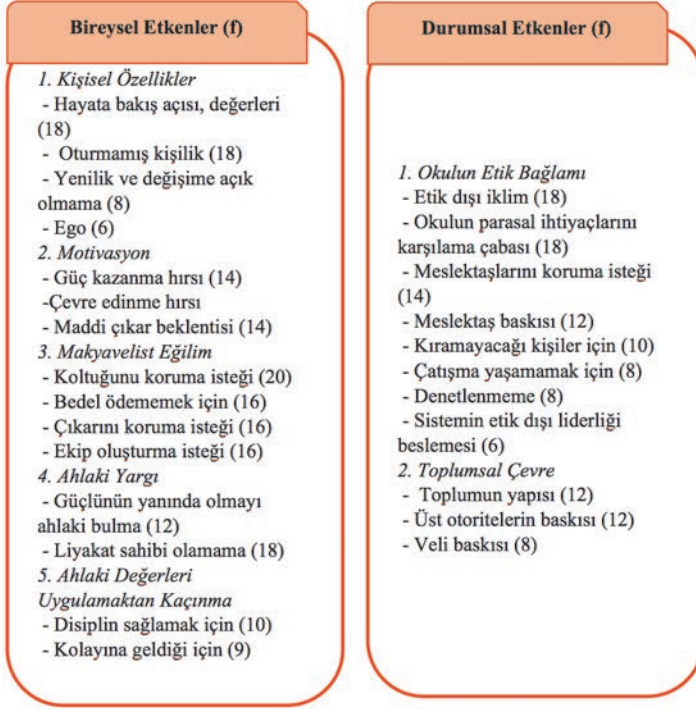 Bireysel Etkenler (f)
1. Kişisel Özellikler
- Hayata bakış açısı, değerleri
(18)
- Oturmamış kişilik (18)
- Yenilik ve değişime açık
olmama (8)
- Ego (6)
2. Motivasyon
- Güç kazanma hırsı (14)
-Çevre edinme hırsı
- Maddi çıkar beklentisi (14)
3. Makyavelist Eğilim
- Koltuğunu koruma isteği (20)
- Bedel ödememek için (16)
- Çıkarını koruma isteği (16)
- Ekip oluşturma isteği (16)
4. Ahlaki Yargı
- Güçlünün yanında olmayı
ahlaki bulma (12)
- Liyakat sahibi olamama (18)
5. Ahlaki Değerleri
Uygulamaktan Kaçınma
- Disiplin sağlamak için (10)
- Kolayına geldiği için (9)
Durumsal Etkenler (f)
1. Okulun Etik Bağlamı
- Etik dışı iklim (18)
- Okulun parasal ihtiyaçlarını
karşılama çabası (18)
- Meslektaşlarını koruma isteği
(14)
- Meslektaş baskısı (12)
- Kıramayacağı kişiler için (10)
- Çatışma yaşamamak için (8)
- Denetlenmeme (8)
- Sistemin etik dışı liderliği
beslemesi (6)
2. Toplumsal Çevre
- Toplumun yapısı (12)
- Üst otoritelerin baskısı (12)
- Veli baskısı (8)